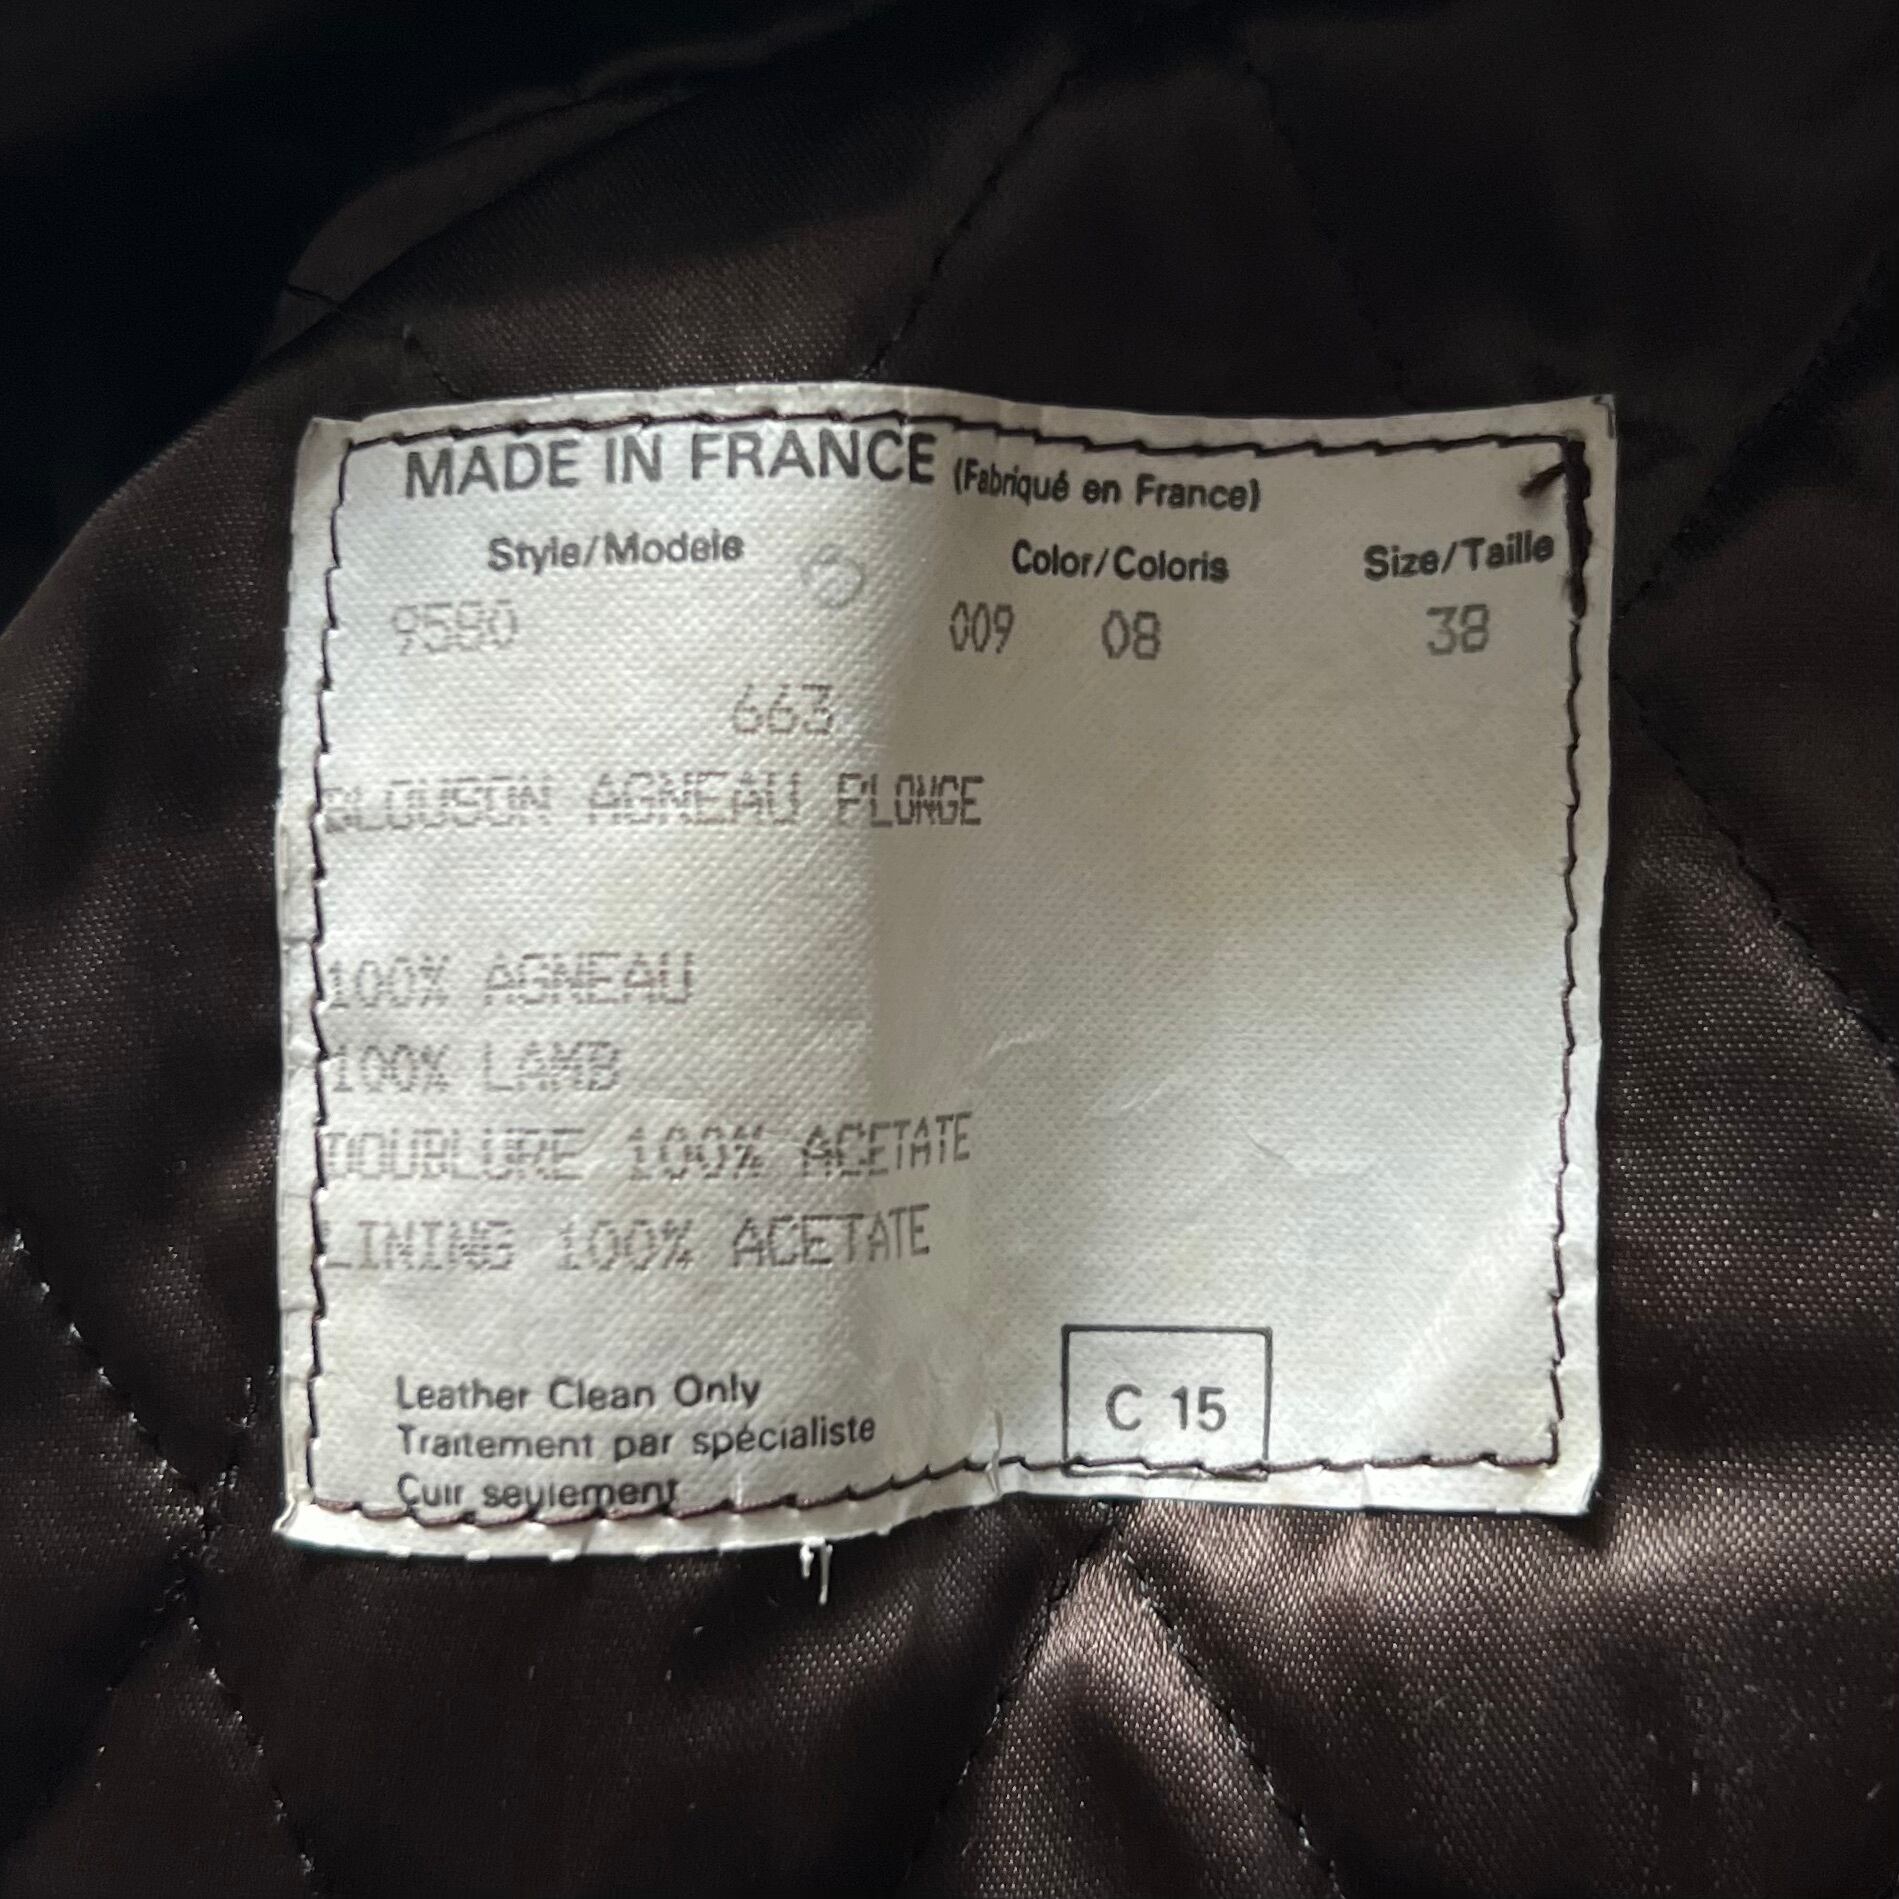 MADE IN FRANCE (Fabriqué en France)
Style/Modele Color/Coloris Size/Taille
9580 009 08 38
663
BLOUSON AGNEAU PLONGE
100% AGNEAU
100% LAMB
DOUBLURE 100% ACETATE
LINING 100% ACETATE
Leather Clean Only
Traitement par spécialiste
Cuir seulement
C 15